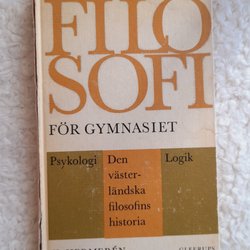 FILO
SOFI
FÖR GYMNASIET
Psykologi
Den
väster-
ländska
filosofins
historia
Logik
GLEERUPS